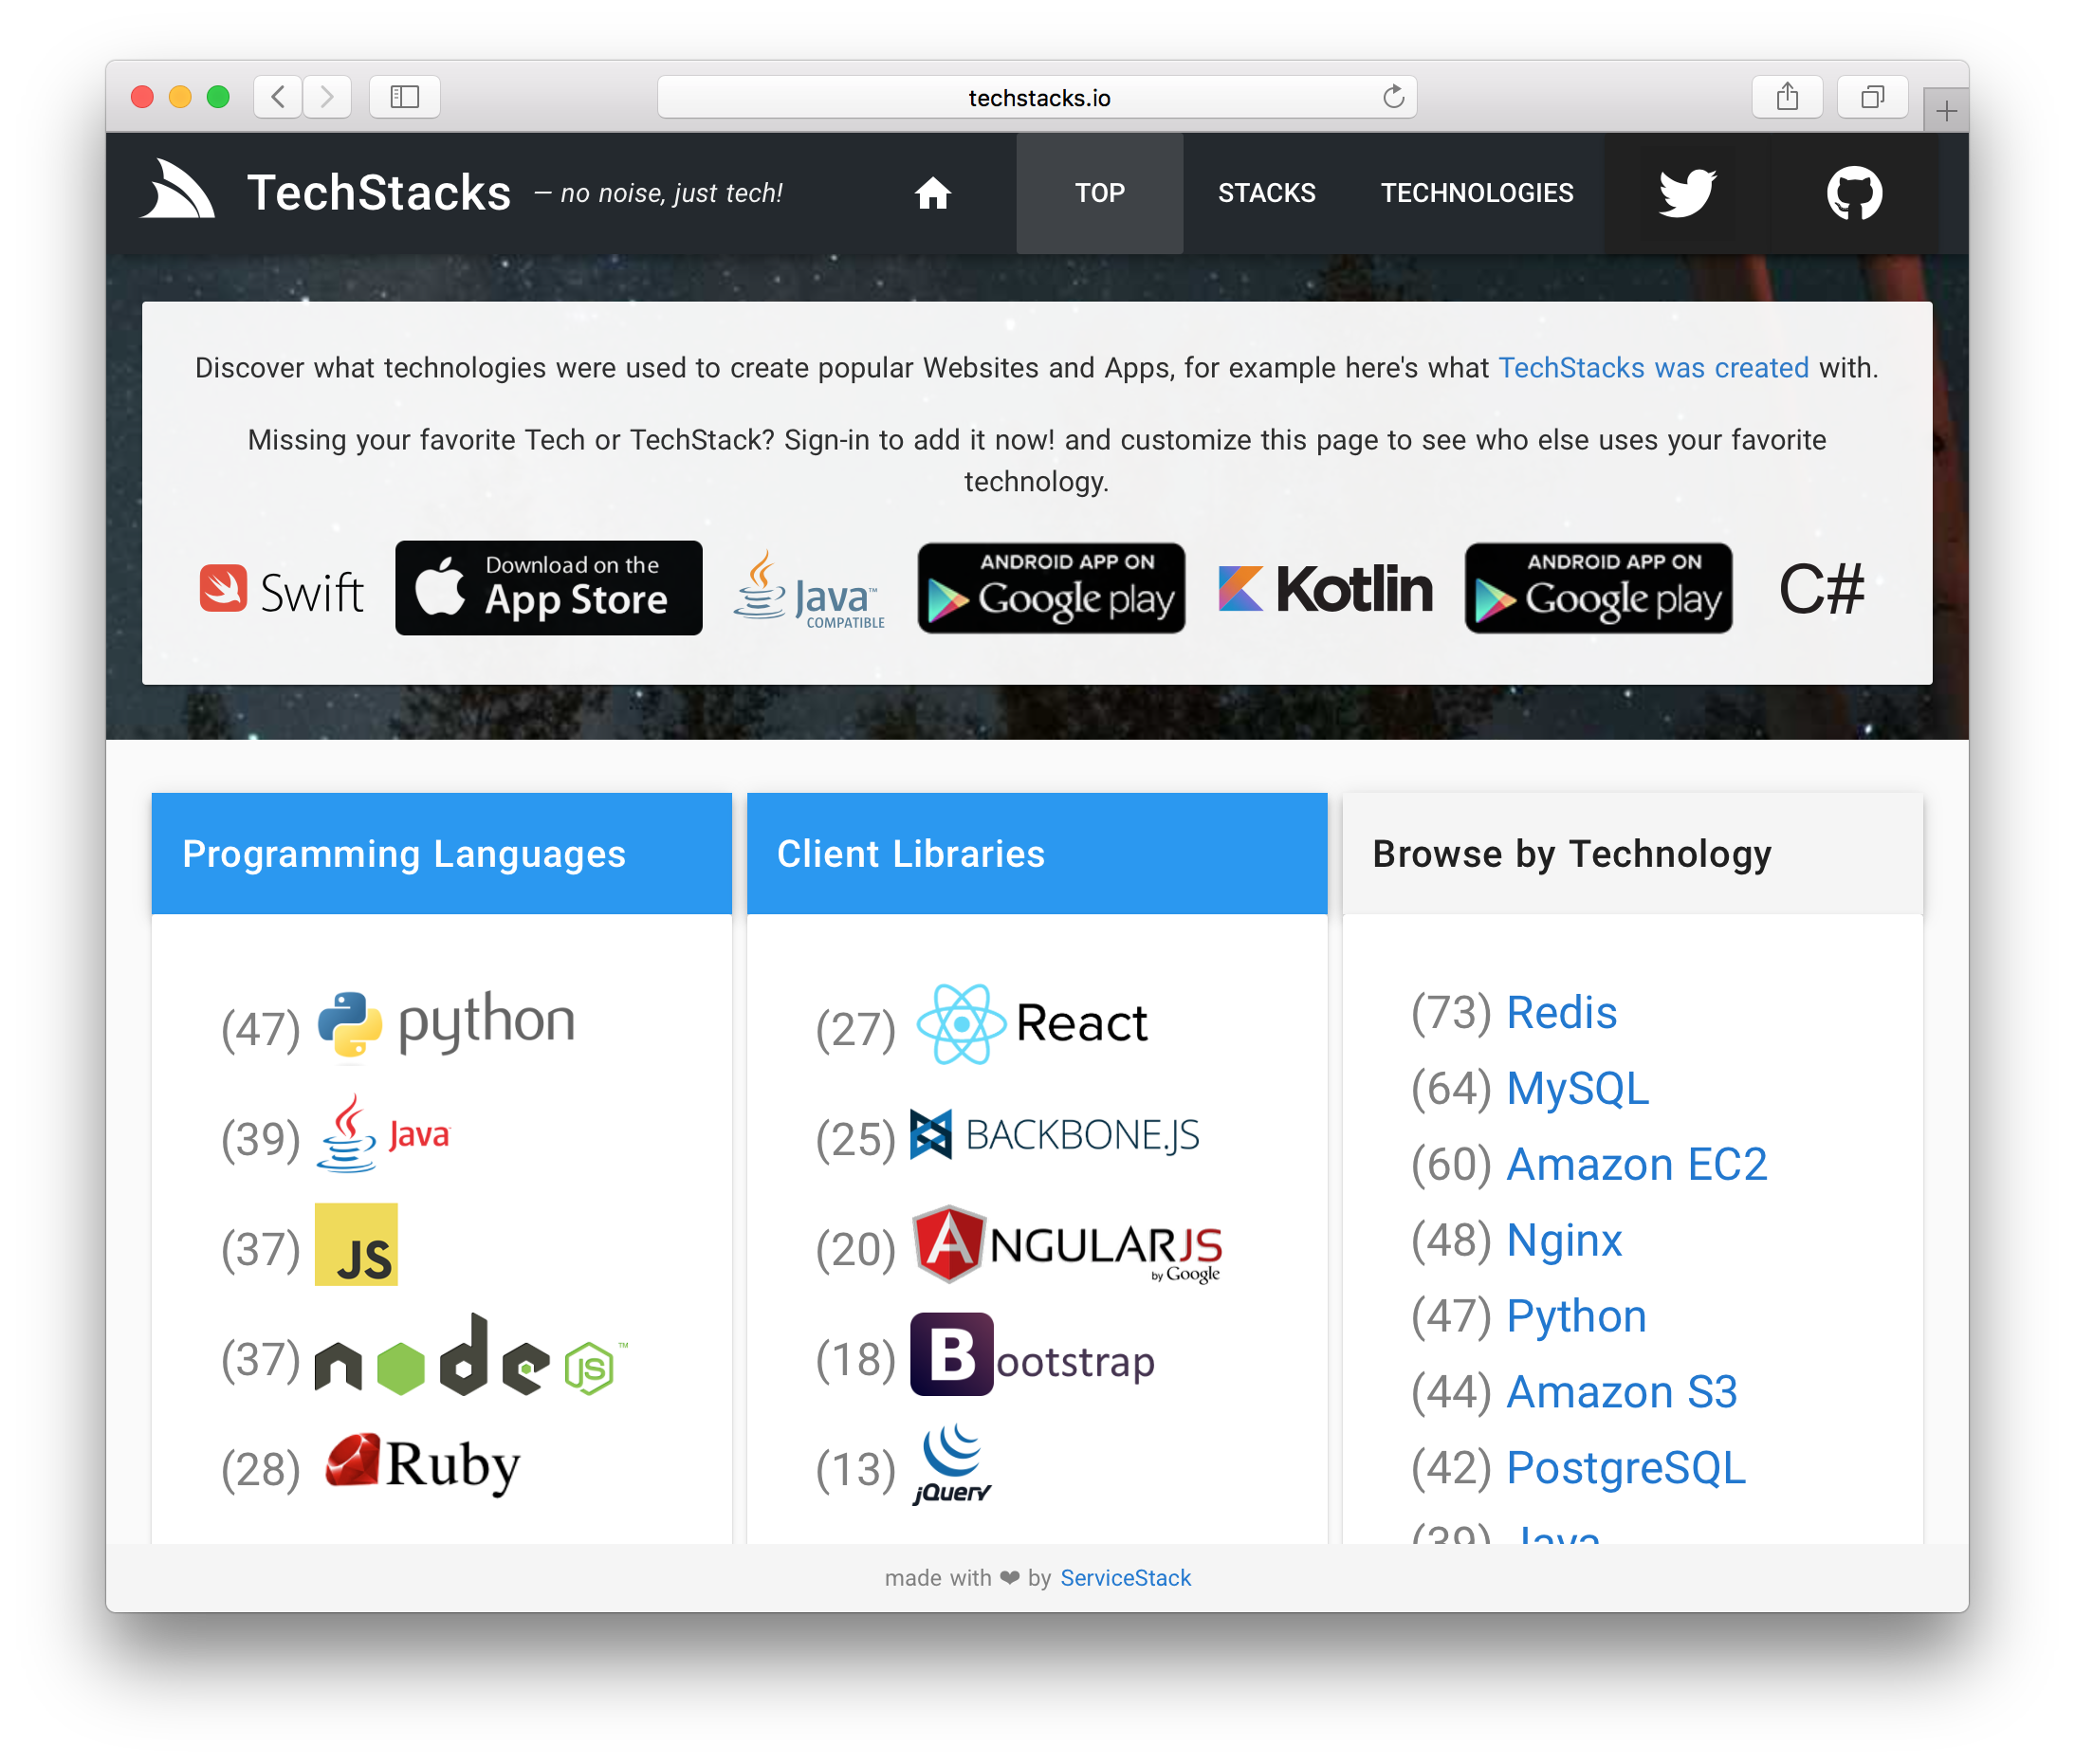 techstacks.io
TechStacks – no noise, just tech!
TOP
STACKS
TECHNOLOGIES
Discover what technologies were used to create popular Websites and Apps, for example here's what TechStacks was created with.
Missing your favorite Tech or TechStack? Sign-in to add it now! and customize this page to see who else uses your favorite
technology.
Swift
Download on the
App Store
Java™
COMPATIBLE
ANDROID APP ON
Google play
Kotlin
ANDROID APP ON
Google play
C#
Programming Languages
(47) python
(39) Java
(37) JS
(37) node JS ™
(28) Ruby
Client Libraries
(27) React
(25) BACKBONE.JS
(20) ANGULARJS
by Google
(18) Bootstrap
(13) jQuery
Browse by Technology
(73) Redis
(64) MySQL
(60) Amazon EC2
(48) Nginx
(47) Python
(44) Amazon S3
(42) PostgreSQL
(39) Java
made with ❤ by ServiceStack